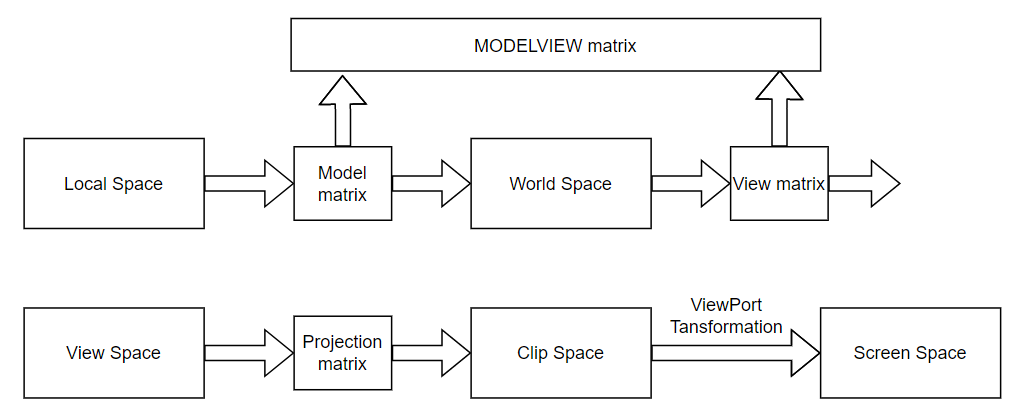 MODELVIEW matrix
Local Space
Model
matrix
World Space
View matrix
View Space
Projection
matrix
Clip Space
ViewPort
Tansformation
Screen Space